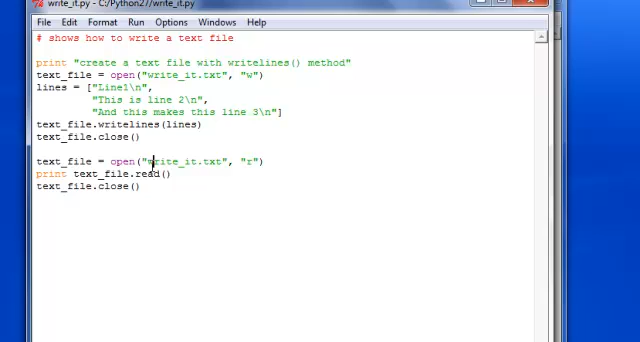 write_it.py - C:/Python27/write_it.py
File Edit Format Run Options Windows Help
# shows how to write a text file
print "create a text file with writelines() method"
text_file = open("write_it.txt", "w")
lines = ["Line1\n",
"This is line 2\n",
"And this makes this line 3\n"]
text_file.writelines(lines)
text_file.close()
text_file = open("write_it.txt", "r")
print text_file.read()
text_file.close()